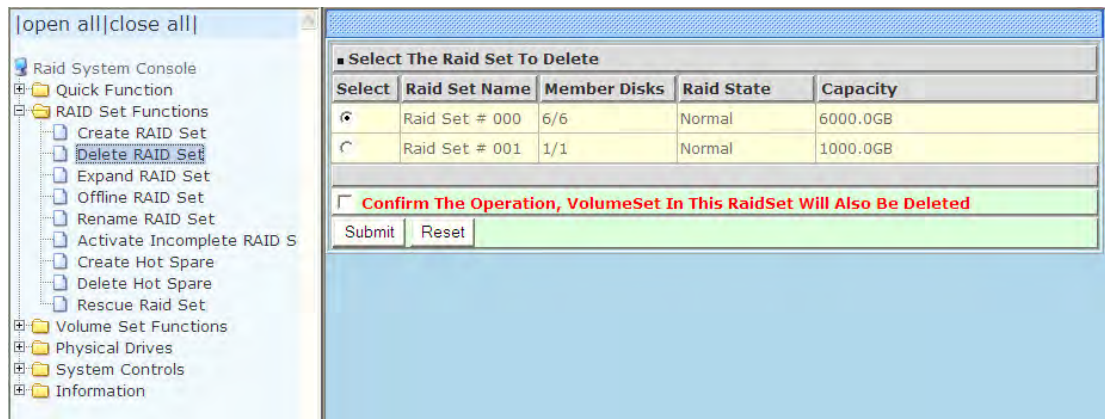 |open all|close all|
Raid System Console
Quick Function
RAID Set Functions
Create RAID Set
Delete RAID Set
Expand RAID Set
Offline RAID Set
Rename RAID Set
Activate Incomplete RAID S
Create Hot Spare
Delete Hot Spare
Rescue Raid Set
Volume Set Functions
Physical Drives
System Controls
Information
Select The Raid Set To Delete
Select Raid Set Name Member Disks Raid State Capacity
Raid Set # 000 6/6 Normal 6000.0GB
Raid Set # 001 1/1 Normal 1000.0GB
Confirm The Operation, VolumeSet In This RaidSet Will Also Be Deleted
Submit Reset